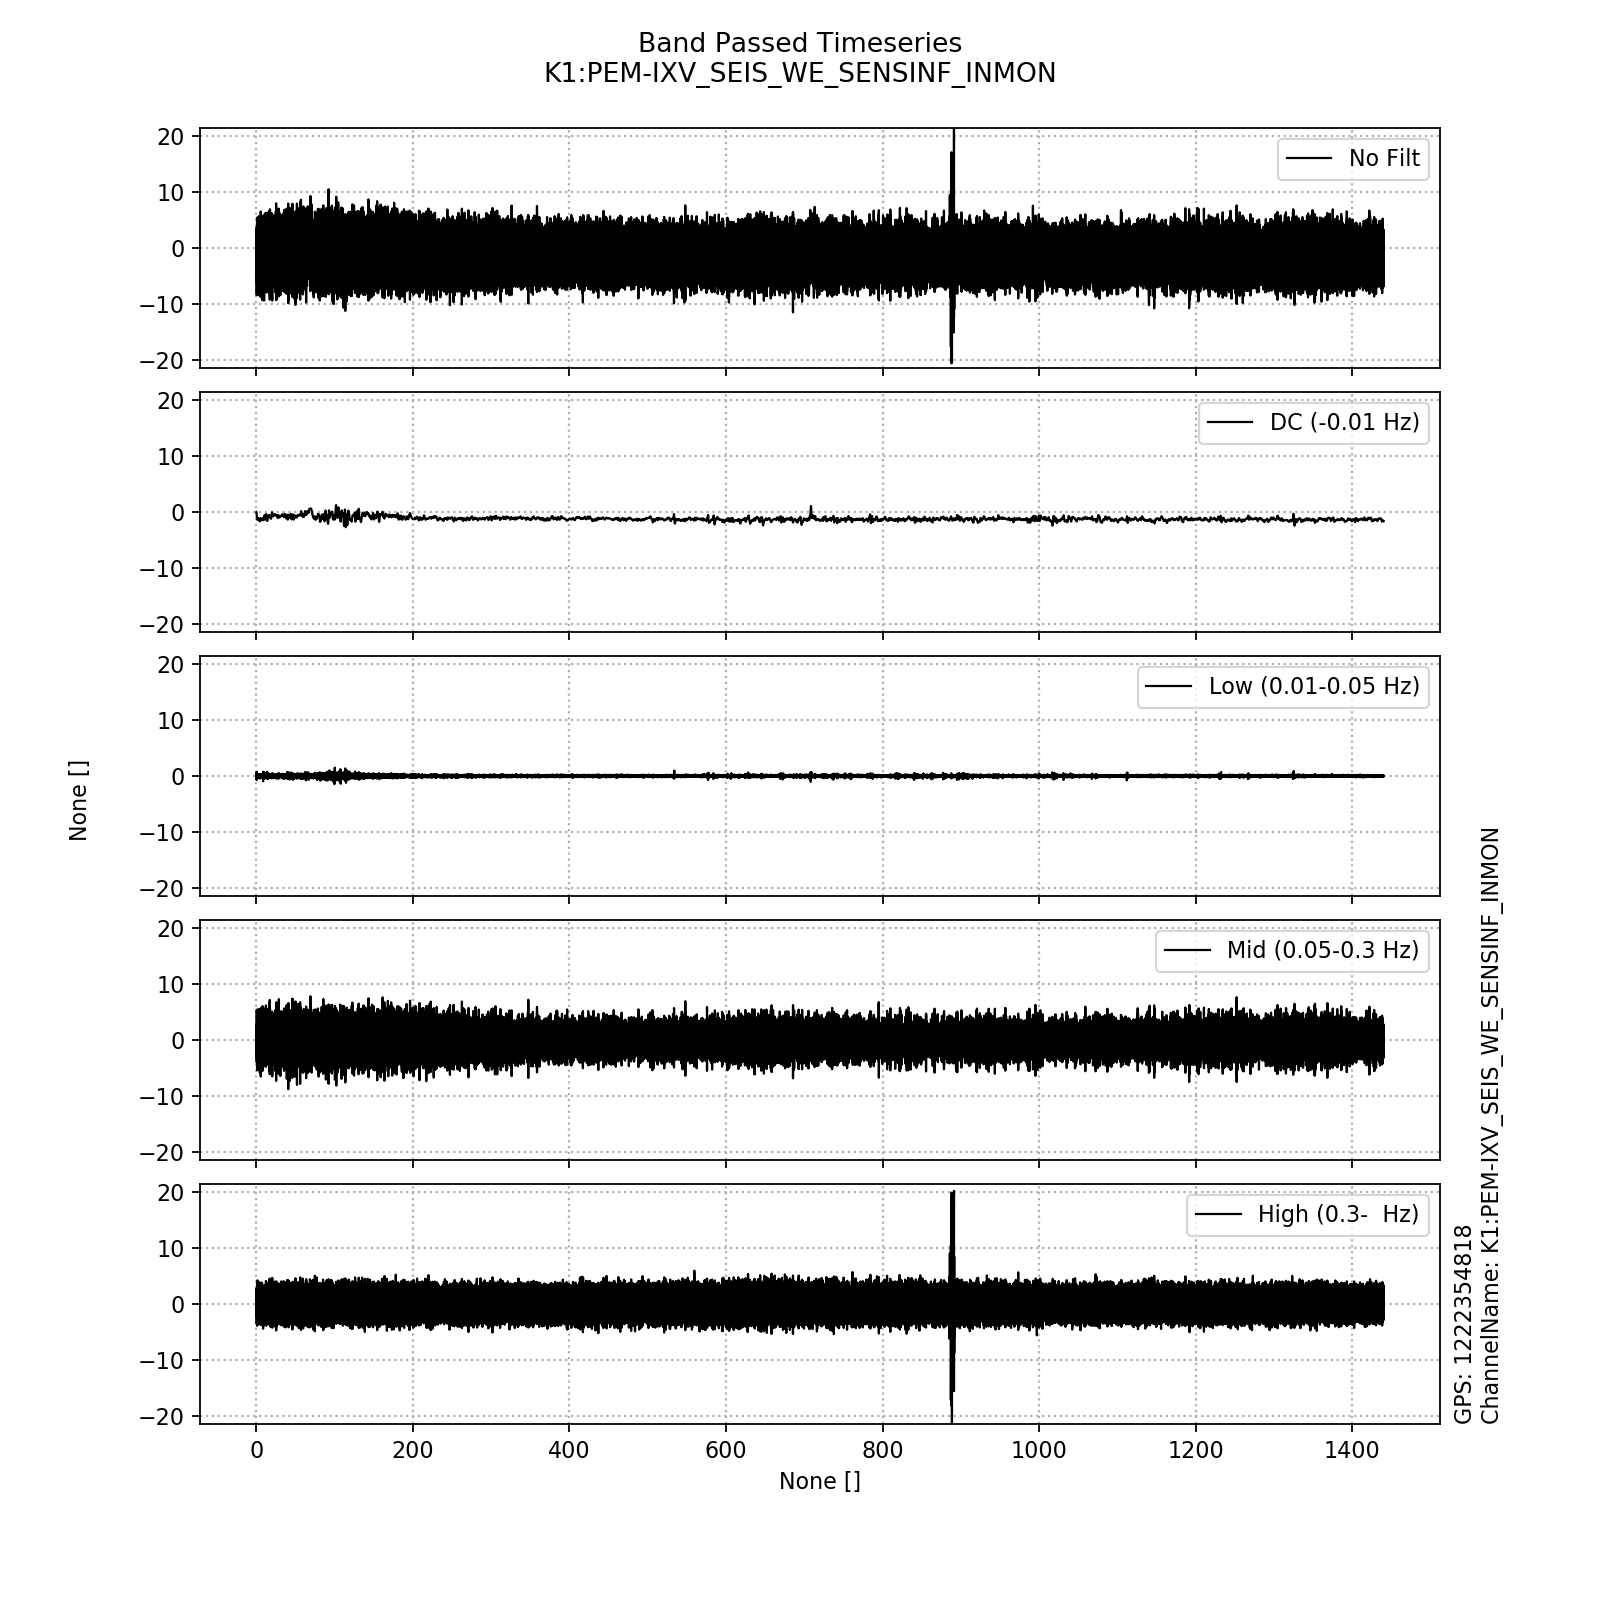 Band Passed Timeseries
K1:PEM-IXV_SEIS_WE_SENSINF_INMON
20
10
0
−10
−20
No Filt
20
10
0
−10
−20
DC (-0.01 Hz)
20
10
0
−10
−20
Low (0.01-0.05 Hz)
None []
20
10
0
−10
−20
Mid (0.05-0.3 Hz)
20
10
0
−10
−20
High (0.3-  Hz)
0 200 400 600 800 1000 1200 1400
None []
GPS: 1222354818
ChannelName: K1:PEM-IXV_SEIS_WE_SENSINF_INMON